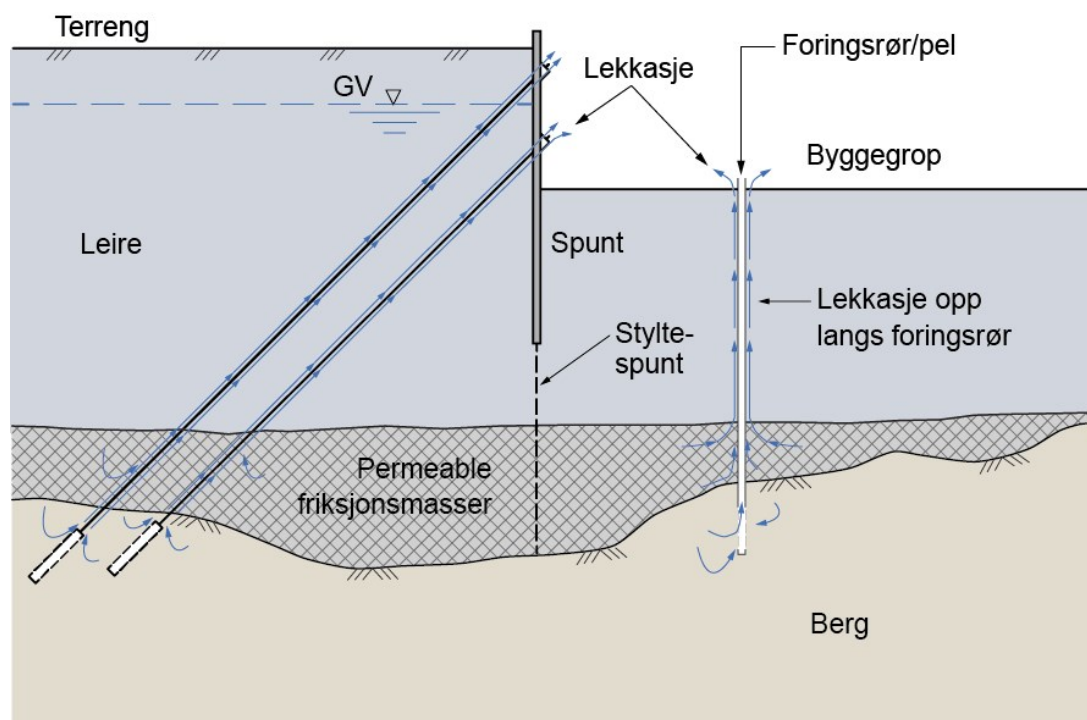 Terreng
Foringsrør/pel
Lekkasje
GV
Byggegrop
Leire
Spunt
Lekkasje opp
langs foringsrør
Stylte-
spunt
Permeable
friksjonsmasser
Berg